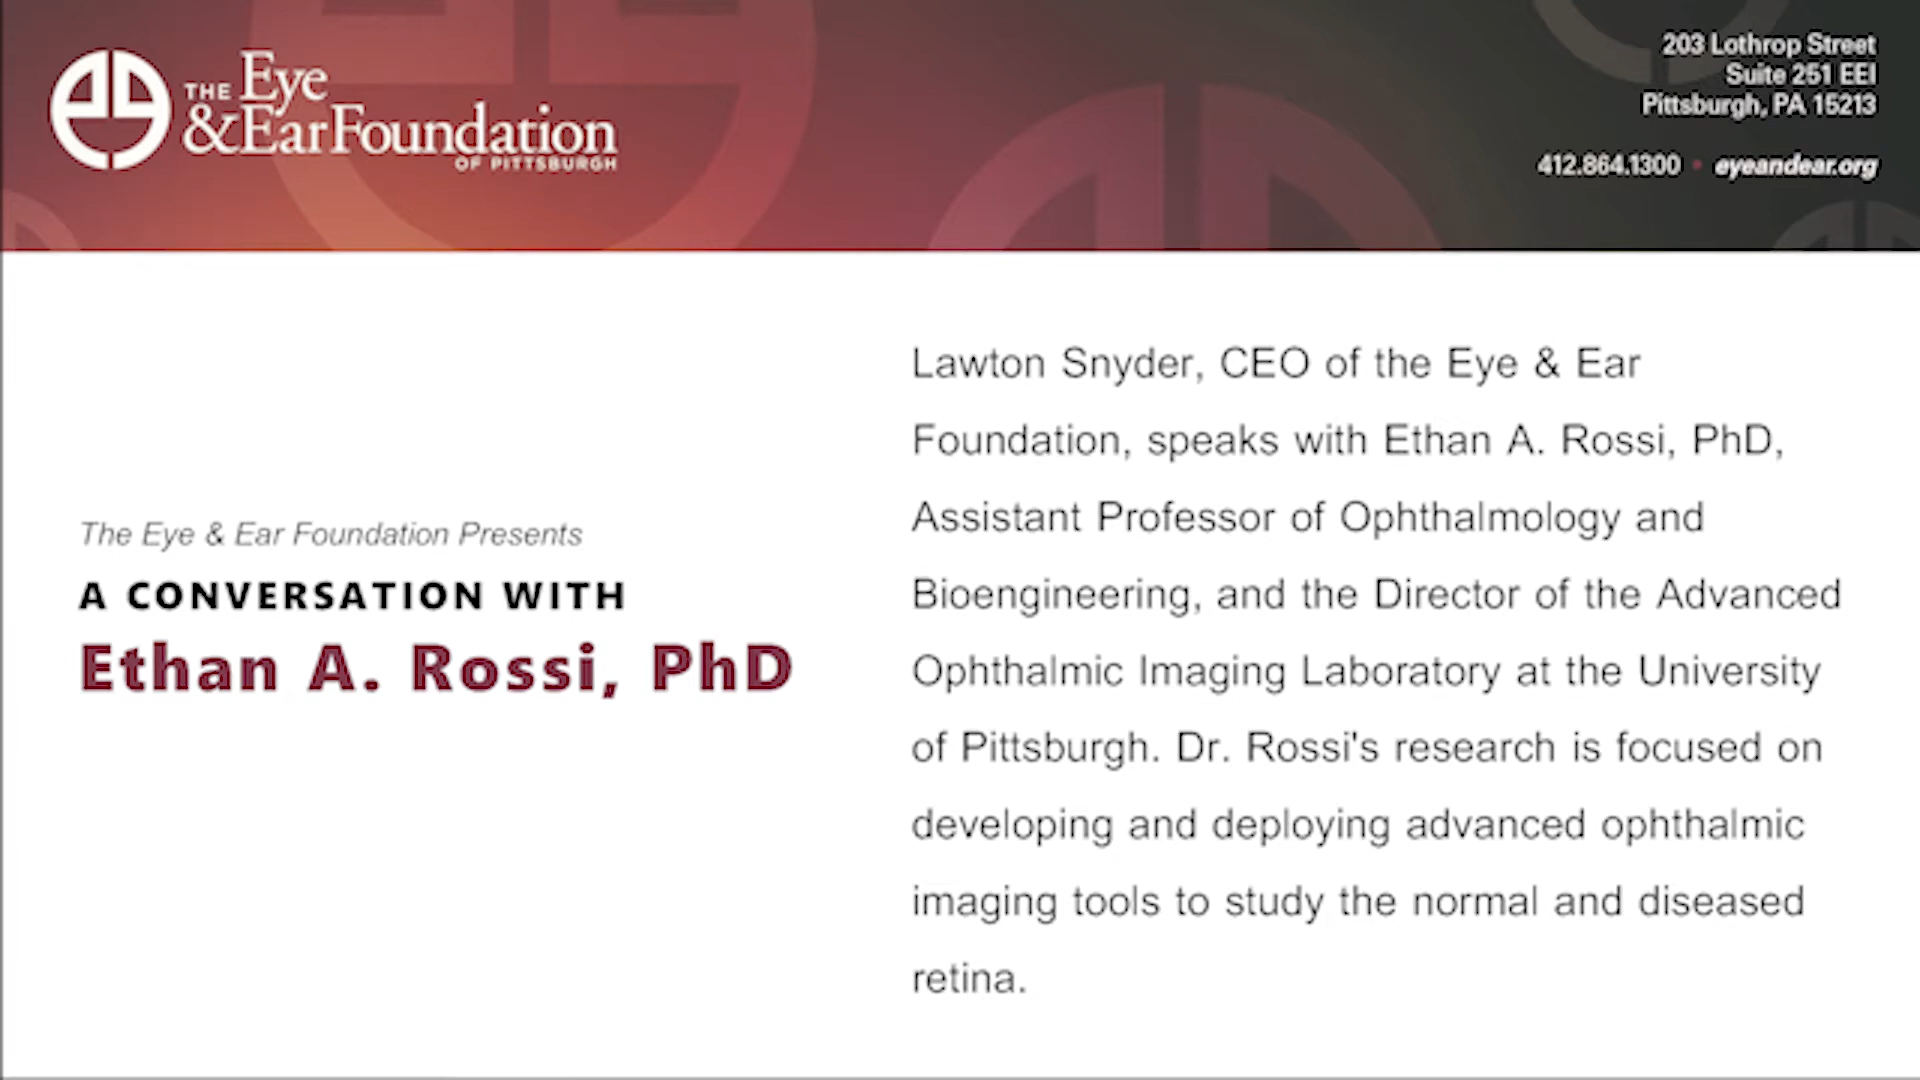 THE Eye
& Ear Foundation
OF PITTSBURGH
203 Lothrop Street
Suite 251 EEI
Pittsburgh, PA 15213
412.864.1300 • eyeandear.org
The Eye & Ear Foundation Presents
A CONVERSATION WITH
Ethan A. Rossi, PhD
Lawton Snyder, CEO of the Eye & Ear
Foundation, speaks with Ethan A. Rossi, PhD,
Assistant Professor of Ophthalmology and
Bioengineering, and the Director of the Advanced
Ophthalmic Imaging Laboratory at the University
of Pittsburgh. Dr. Rossi's research is focused on
developing and deploying advanced ophthalmic
imaging tools to study the normal and diseased
retina.